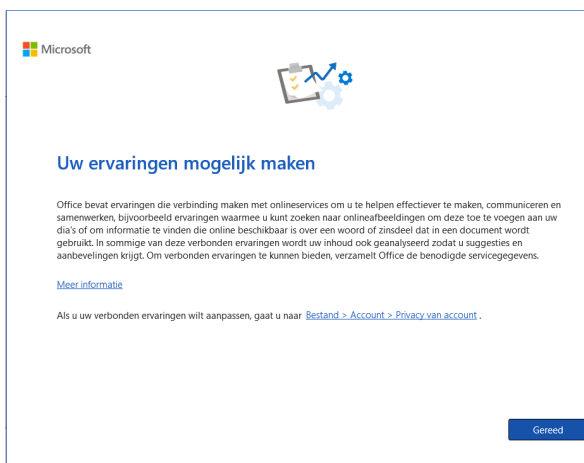 Microsoft
Uw ervaringen mogelijk maken
Office bevat ervaringen die verbinding maken met onlineservices om u te helpen effectiever te maken, communiceren en
samenwerken, bijvoorbeeld ervaringen waarmee u kunt zoeken naar onlineafbeeldingen om deze toe te voegen aan uw
dia's of om informatie te vinden die online beschikbaar is over een woord of zinsdeel dat in een document wordt
gebruikt. In sommige van deze verbonden ervaringen wordt uw inhoud ook geanalyseerd zodat u suggesties en
aanbevelingen krijgt. Om verbonden ervaringen te kunnen bieden, verzamelt Office de benodigde servicegegevens.
Meer informatie
Als u uw verbonden ervaringen wilt aanpassen, gaat u naar Bestand > Account > Privacy van account .
Gereed